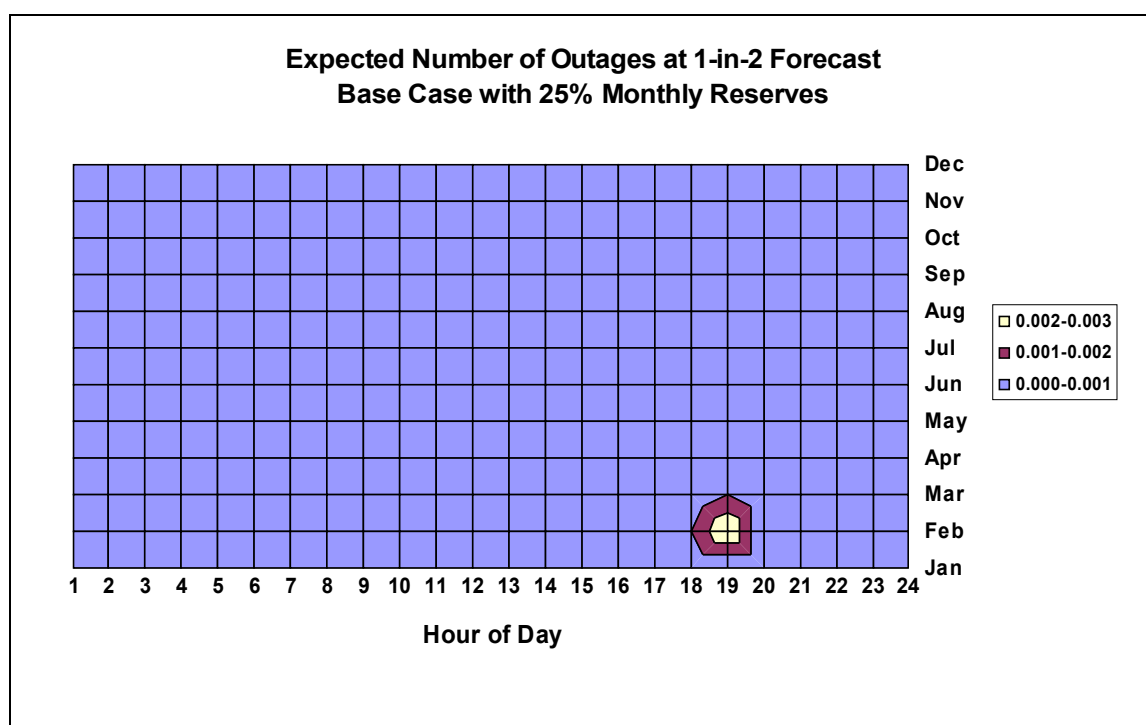 Expected Number of Outages at 1-in-2 Forecast
Base Case with 25% Monthly Reserves
Dec
Nov
Oct
Sep
Aug
Jul
Jun
May
Apr
Mar
Feb
Jan
0.002-0.003
0.001-0.002
0.000-0.001
1 2 3 4 5 6 7 8 9 10 11 12 13 14 15 16 17 18 19 20 21 22 23 24
Hour of Day